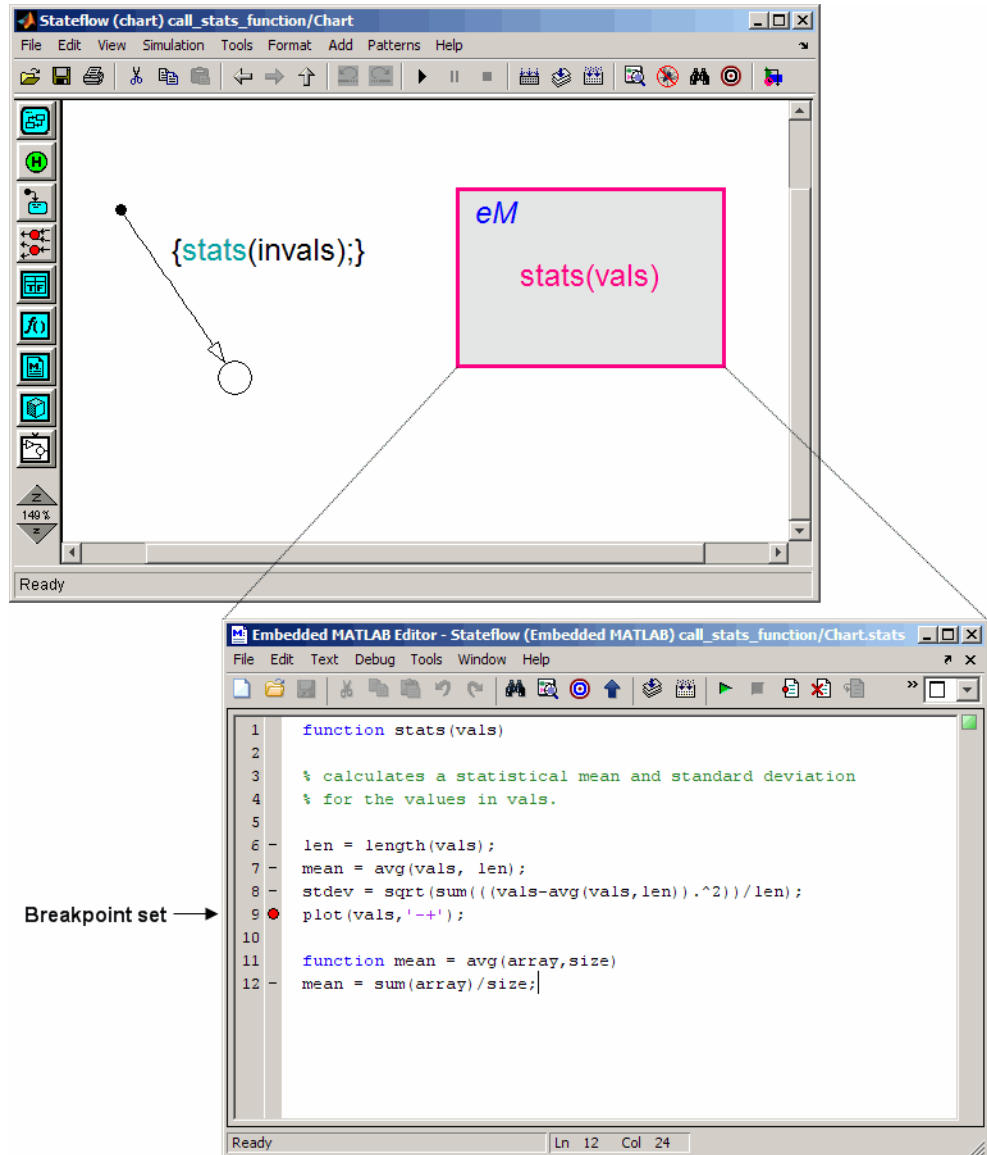 Stateflow (chart) call_stats_function/Chart
File Edit View Simulation Tools Format Add Patterns Help
{stats(invals);}
eM
stats(vals)
149%
Ready
Embedded MATLAB Editor - Stateflow (Embedded MATLAB) call_stats_function/Chart.stats
File Edit Text Debug Tools Window Help
1 function stats(vals)
2
3 % calculates a statistical mean and standard deviation
4 % for the values in vals.
5
6 - len = length(vals);
7 - mean = avg(vals, len);
8 - stdev = sqrt(sum(((vals-avg(vals,len)).^2))/len);
Breakpoint set
9 plot(vals,'-+');
10
11 function mean = avg(array,size)
12 - mean = sum(array)/size;
Ready Ln 12 Col 24